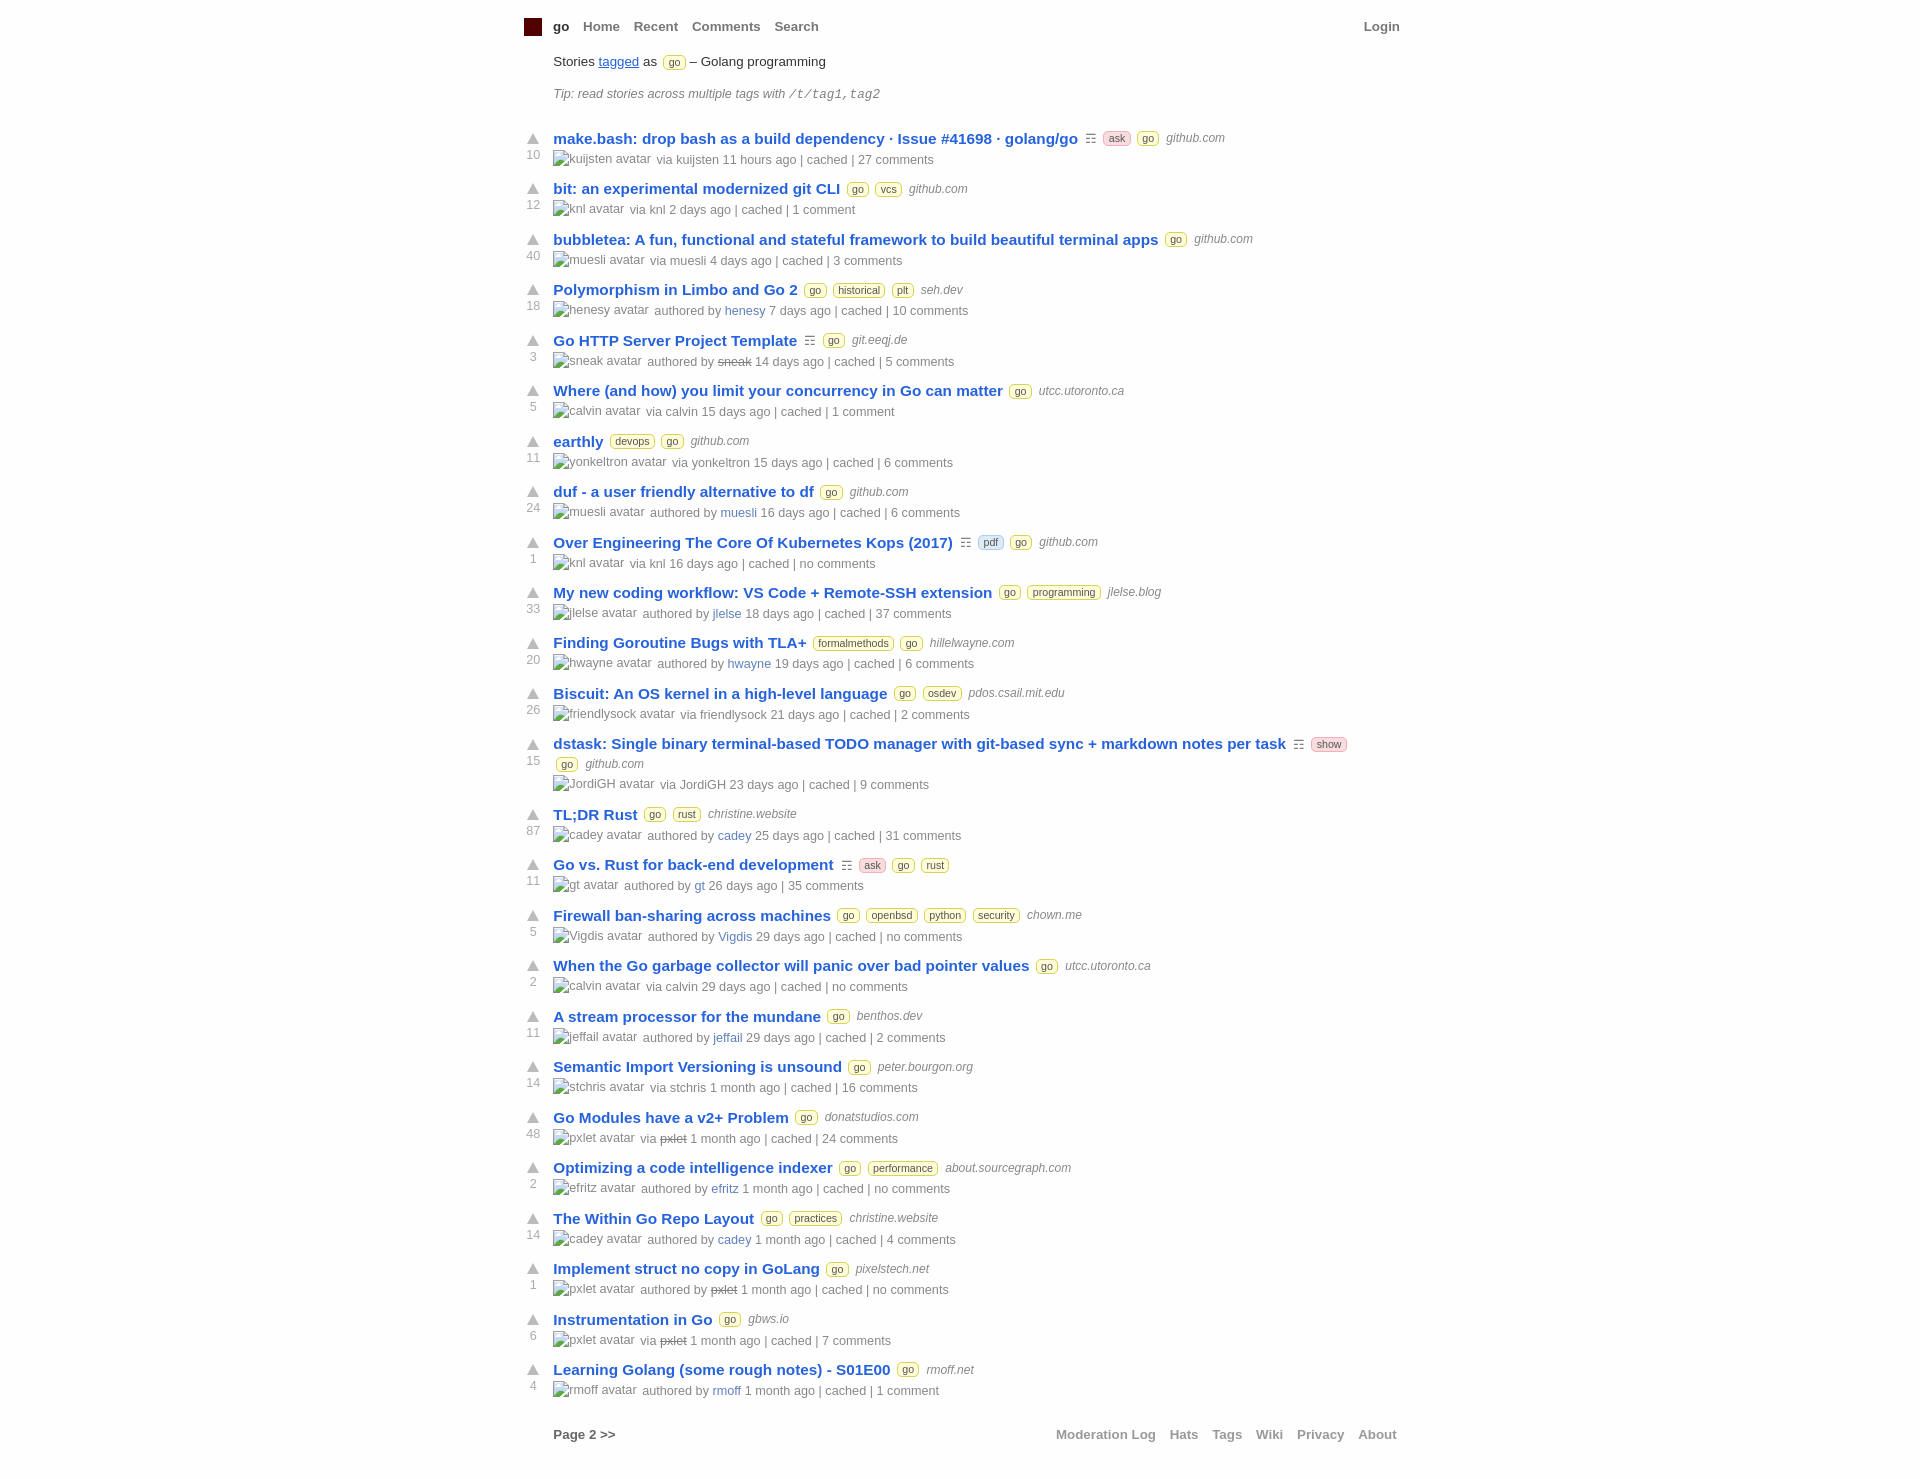 go Home Recent Comments Search Login
Stories tagged as go – Golang programming
Tip: read stories across multiple tags with /t/tag1,tag2
make.bash: drop bash as a build dependency · Issue #41698 · golang/go ☶ ask go github.com
10
kuijsten avatar via kuijsten 11 hours ago | cached | 27 comments
bit: an experimental modernized git CLI go vcs github.com
12
knl avatar via knl 2 days ago | cached | 1 comment
bubbletea: A fun, functional and stateful framework to build beautiful terminal apps go github.com
40
muesli avatar via muesli 4 days ago | cached | 3 comments
Polymorphism in Limbo and Go 2 go historical plt seh.dev
18
henesy avatar authored by henesy 7 days ago | cached | 10 comments
Go HTTP Server Project Template ☶ go git.eeqj.de
3
sneak avatar authored by sneak 14 days ago | cached | 5 comments
Where (and how) you limit your concurrency in Go can matter go utcc.utoronto.ca
5
calvin avatar via calvin 15 days ago | cached | 1 comment
earthly devops go github.com
11
yonkeltron avatar via yonkeltron 15 days ago | cached | 6 comments
duf - a user friendly alternative to df go github.com
24
muesli avatar authored by muesli 16 days ago | cached | 6 comments
Over Engineering The Core Of Kubernetes Kops (2017) ☶ pdf go github.com
1
knl avatar via knl 16 days ago | cached | no comments
My new coding workflow: VS Code + Remote-SSH extension go programming jlelse.blog
33
jlelse avatar authored by jlelse 18 days ago | cached | 37 comments
Finding Goroutine Bugs with TLA+ formalmethods go hillelwayne.com
20
hwayne avatar authored by hwayne 19 days ago | cached | 6 comments
Biscuit: An OS kernel in a high-level language go osdev pdos.csail.mit.edu
26
friendlysock avatar via friendlysock 21 days ago | cached | 2 comments
dstask: Single binary terminal-based TODO manager with git-based sync + markdown notes per task ☶ show
15
go github.com
JordiGH avatar via JordiGH 23 days ago | cached | 9 comments
TL;DR Rust go rust christine.website
87
cadey avatar authored by cadey 25 days ago | cached | 31 comments
Go vs. Rust for back-end development ☶ ask go rust
11
gt avatar authored by gt 26 days ago | 35 comments
Firewall ban-sharing across machines go openbsd python security chown.me
5
Vigdis avatar authored by Vigdis 29 days ago | cached | no comments
When the Go garbage collector will panic over bad pointer values go utcc.utoronto.ca
2
calvin avatar via calvin 29 days ago | cached | no comments
A stream processor for the mundane go benthos.dev
11
jeffail avatar authored by jeffail 29 days ago | cached | 2 comments
Semantic Import Versioning is unsound go peter.bourgon.org
14
stchris avatar via stchris 1 month ago | cached | 16 comments
Go Modules have a v2+ Problem go donatstudios.com
48
pxlet avatar via pxlet 1 month ago | cached | 24 comments
Optimizing a code intelligence indexer go performance about.sourcegraph.com
2
efritz avatar authored by efritz 1 month ago | cached | no comments
The Within Go Repo Layout go practices christine.website
14
cadey avatar authored by cadey 1 month ago | cached | 4 comments
Implement struct no copy in GoLang go pixelstech.net
1
pxlet avatar authored by pxlet 1 month ago | cached | no comments
Instrumentation in Go go gbws.io
6
pxlet avatar via pxlet 1 month ago | cached | 7 comments
Learning Golang (some rough notes) - S01E00 go rmoff.net
4
rmoff avatar authored by rmoff 1 month ago | cached | 1 comment
Page 2 >> Moderation Log Hats Tags Wiki Privacy About